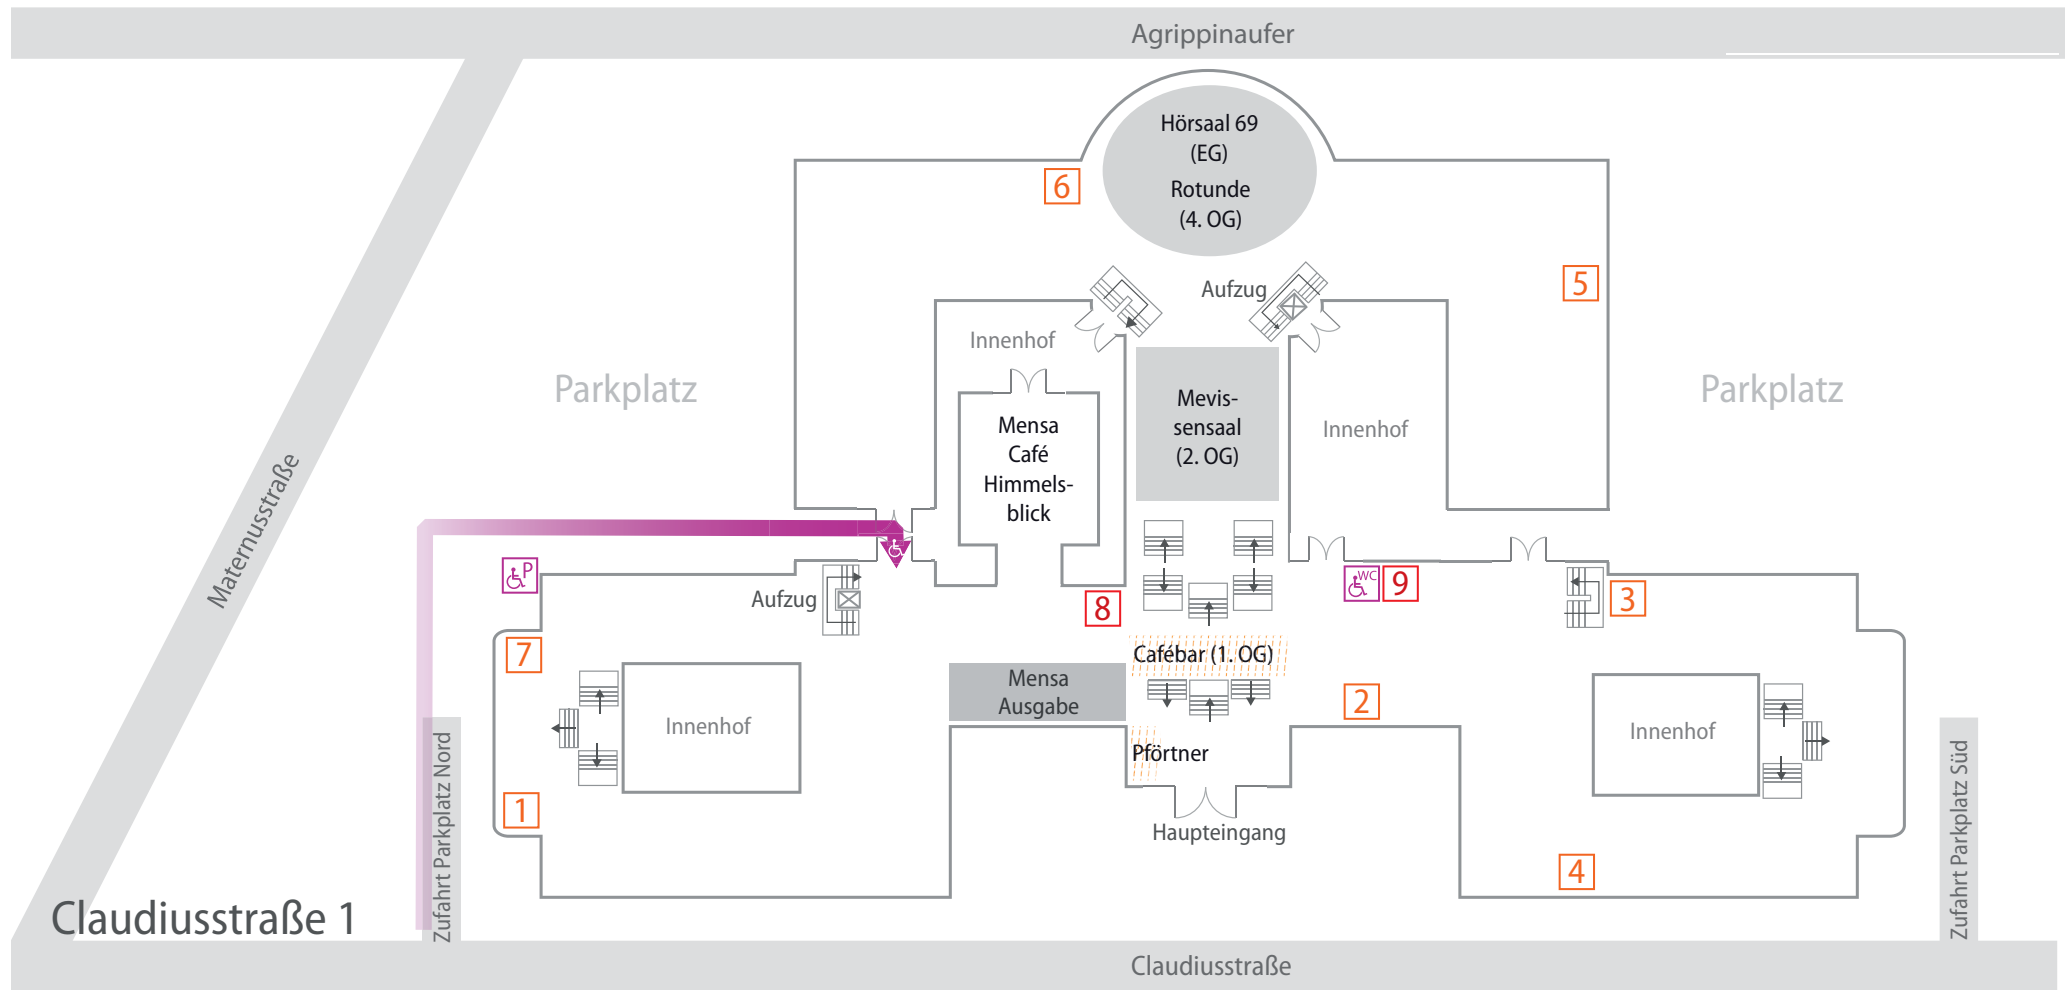 Agrippinaufer
Hörsaal 69
(EG)
Rotunde
(4. OG)
6
5
Aufzug
Innenhof
Parkplatz
Parkplatz
Mevis-
sensaal
(2. OG)
Innenhof
Mensa
Café
Himmels-
blick
Maternusstraße
P
WC
9
Aufzug
8
3
7
Cafébar (1. OG)
Mensa
Ausgabe
2
Innenhof
Innenhof
Pförtner
1
Haupteingang
4
Zufahrt Parkplatz Nord
Zufahrt Parkplatz Süd
Claudiusstraße 1
Claudiusstraße